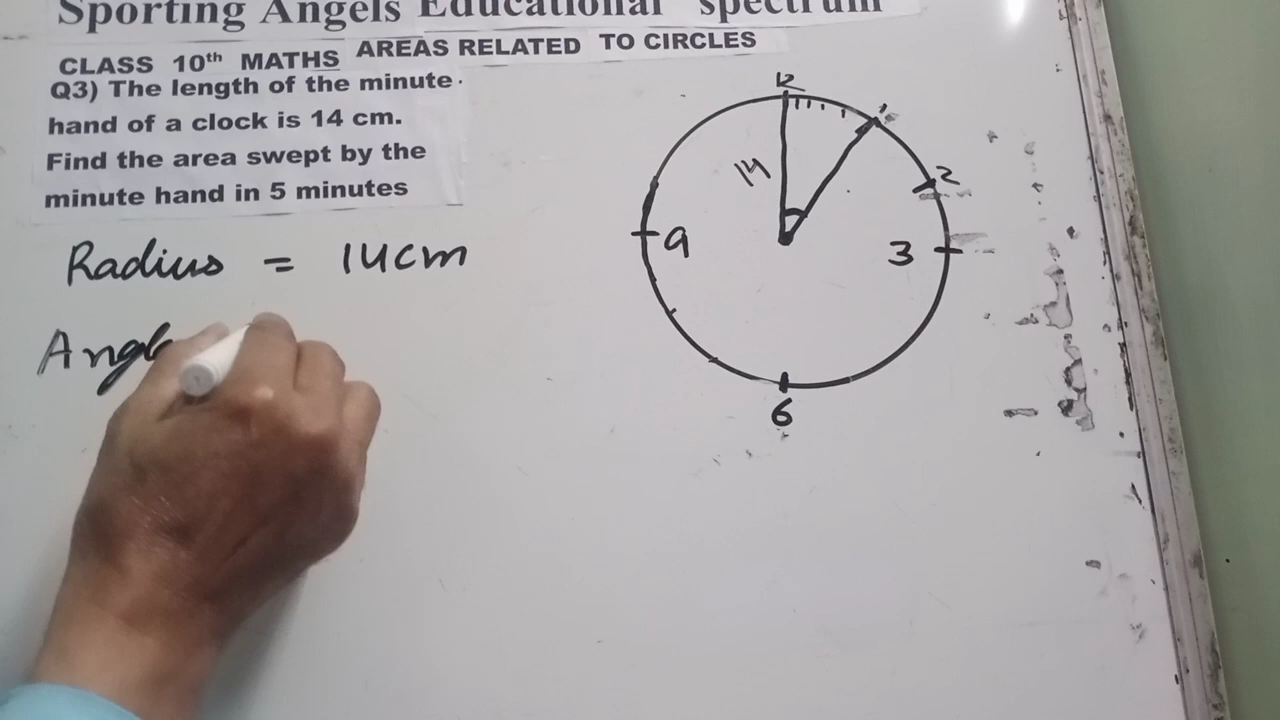 Sporting Angels Educational spectrum
CLASS 10th MATHS AREAS RELATED TO CIRCLES
Q3) The length of the minute
hand of a clock is 14 cm.
Find the area swept by the
minute hand in 5 minutes
Radius = 14cm
Angl
12
1
2
14
9
3
6